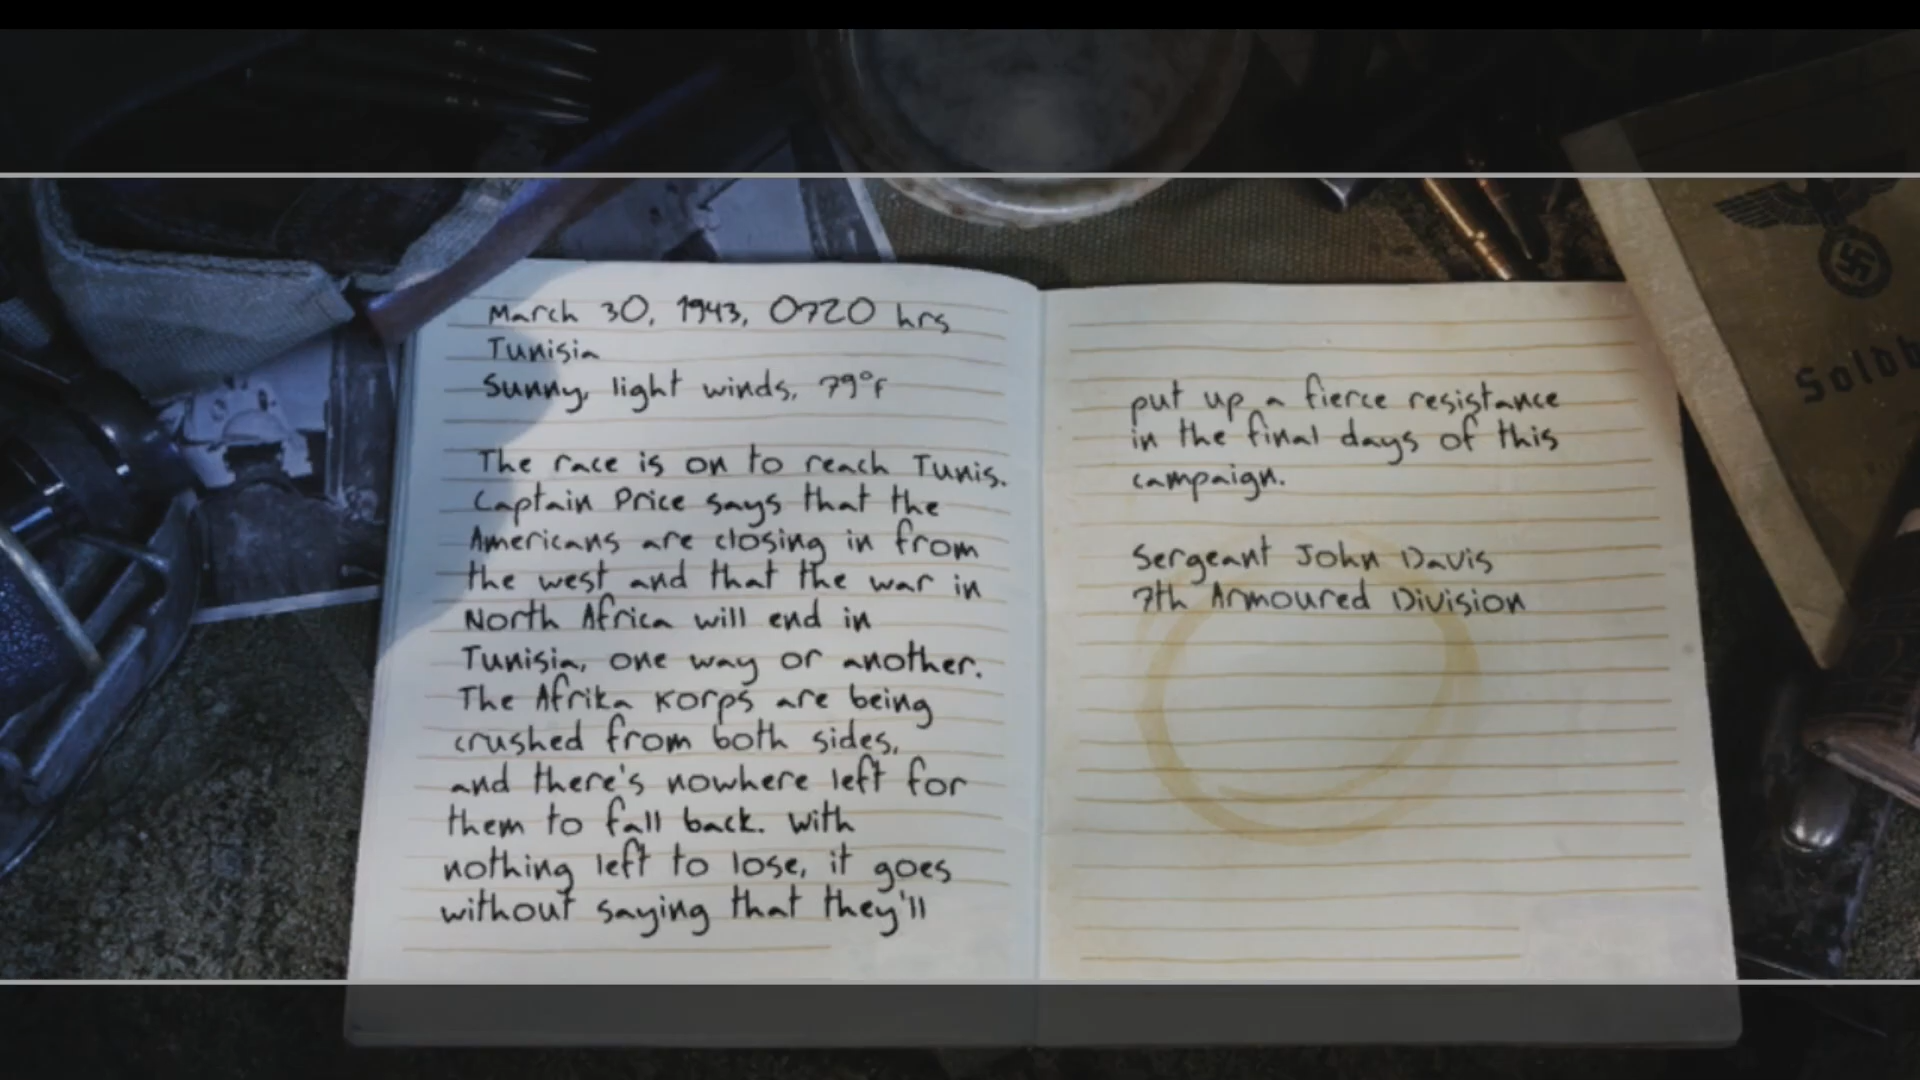 March 30, 1943, 0720 hrs
Tunisia
Sunny, light winds, 79°F
The race is on to reach Tunis.
Captain Price says that the
Americans are closing in from
the west and that the war in
North Africa will end in
Tunisia, one way or another.
The Afrika Korps are being
crushed from both sides,
and there's nowhere left for
them to fall back. With
nothing left to lose, it goes
without saying that they'll
put up a fierce resistance
in the final days of this
campaign.
Sergeant John Davis
7th Armoured Division
Soldb